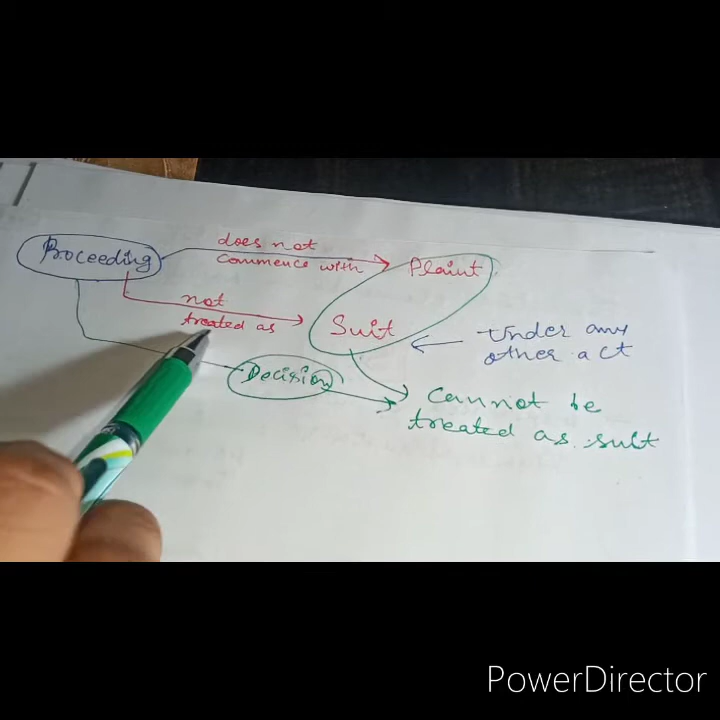 does not
Proceeding commence with Plaint
not
treated as Suit
Under any
other act
Decision
Cannot be
treated as suit
PowerDirector